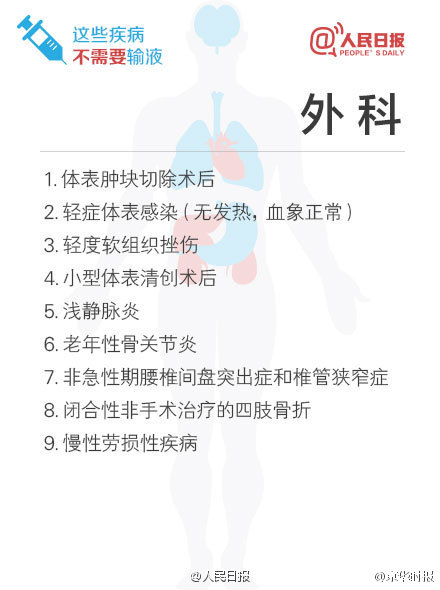 这些疾病
不需要输液
@人民日报
PEOPLE'S DAILY
外科
1. 体表肿块切除术后
2. 轻症体表感染（无发热，血象正常）
3. 轻度软组织挫伤
4. 小型体表清创术后
5. 浅静脉炎
6. 老年性骨关节炎
7. 非急性期腰椎间盘突出症和椎管狭窄症
8. 闭合性非手术治疗的四肢骨折
9. 慢性劳损性疾病
@人民日报
@京华时报